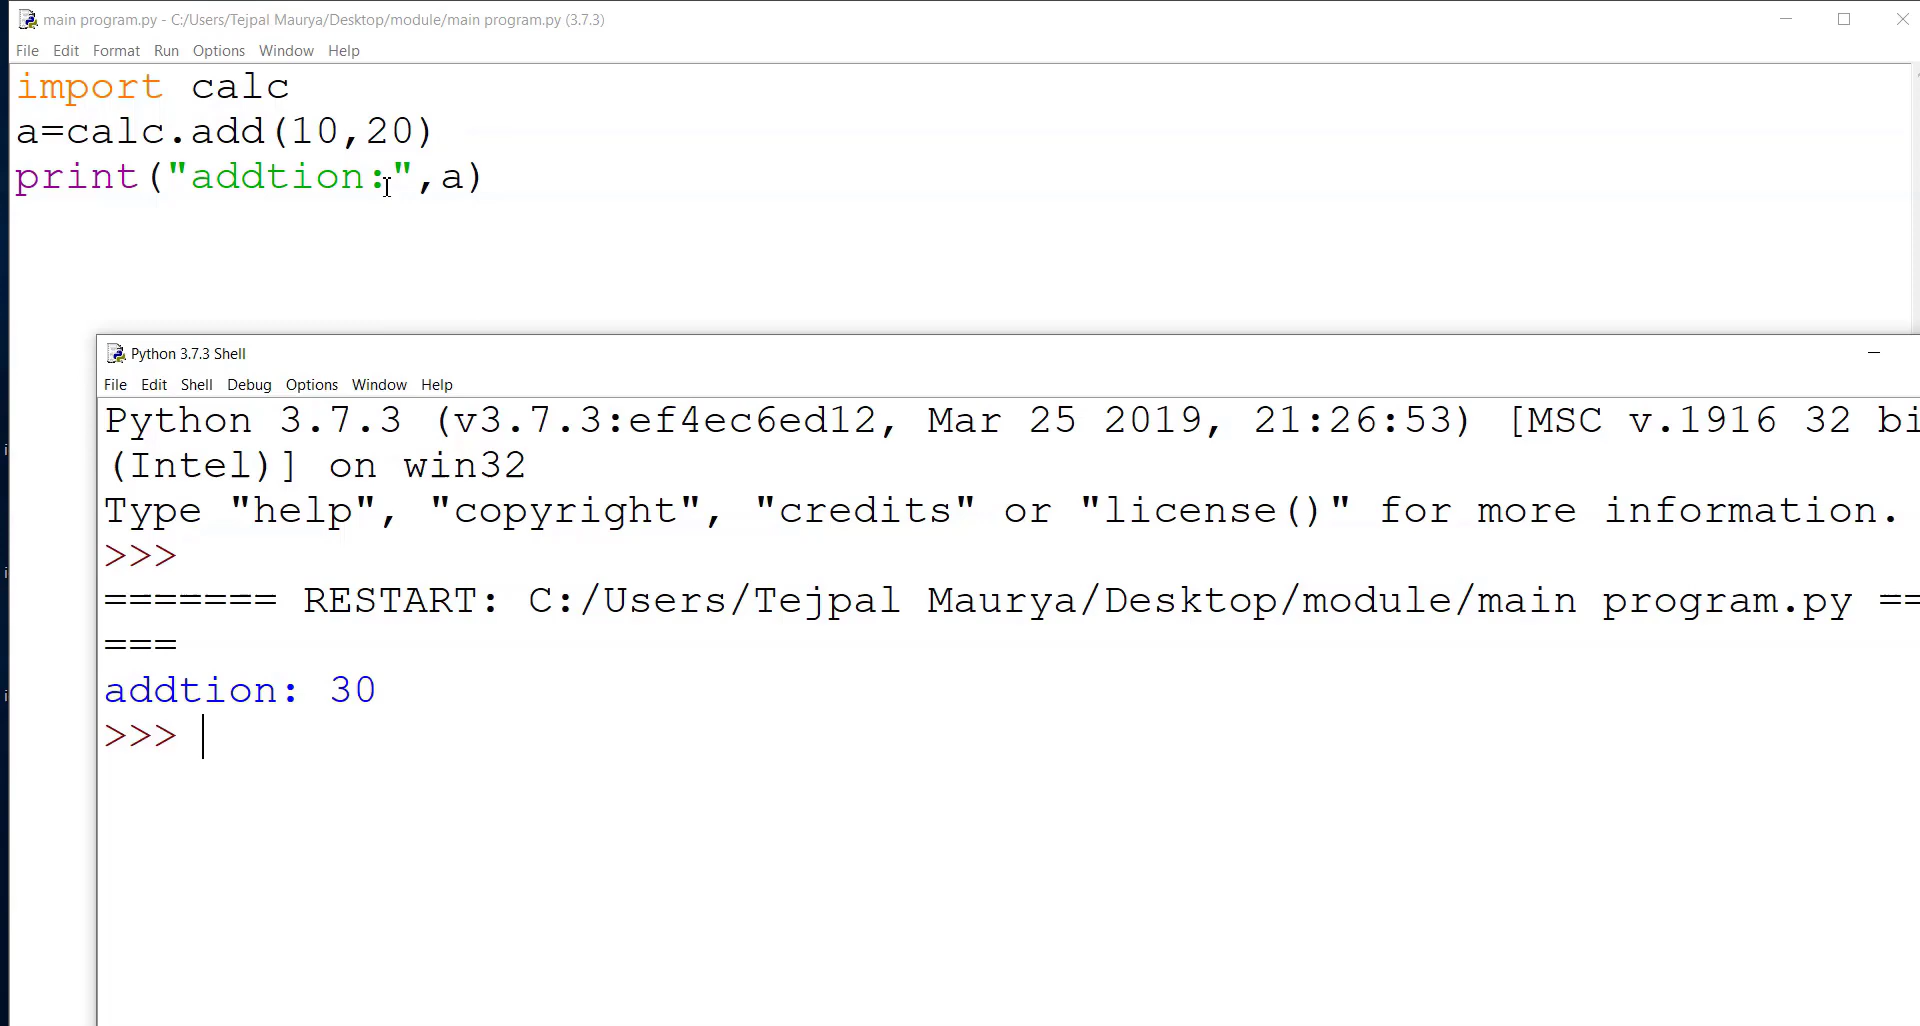 main program.py - C:/Users/Tejpal Maurya/Desktop/module/main program.py (3.7.3)
File Edit Format Run Options Window Help
import calc
a=calc.add(10,20)
print("addtion:",a)
Python 3.7.3 Shell
File Edit Shell Debug Options Window Help
Python 3.7.3 (v3.7.3:ef4ec6ed12, Mar 25 2019, 21:26:53) [MSC v.1916 32 bi
(Intel)] on win32
Type "help", "copyright", "credits" or "license()" for more information.
>>>
======= RESTART: C:/Users/Tejpal Maurya/Desktop/module/main program.py ==
===
addtion: 30
>>>